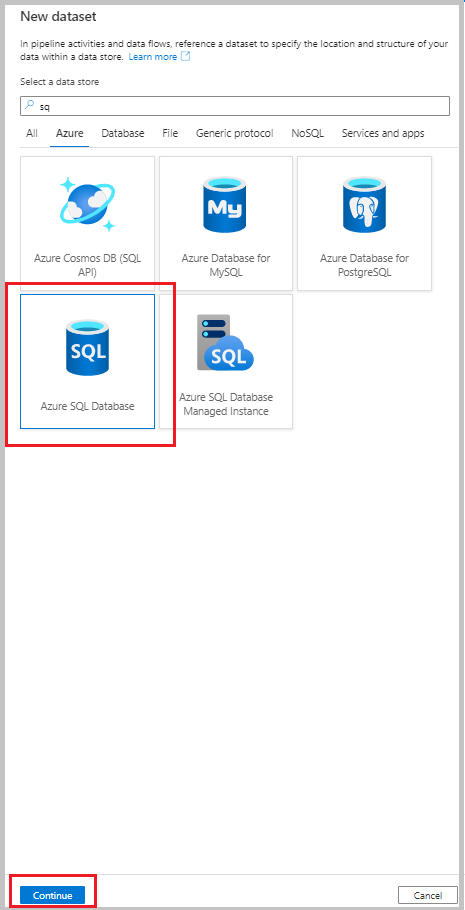 New dataset
In pipeline activities and data flows, reference a dataset to specify the location and structure of your
data within a data store. Learn more
Select a data store
sq
All Azure Database File Generic protocol NoSQL Services and apps
My
Azure Cosmos DB (SQL
API)
Azure Database for
MySQL
Azure Database for
PostgreSQL
SQL
Azure SQL Database
SQL
Azure SQL Database
Managed Instance
Continue
Cancel